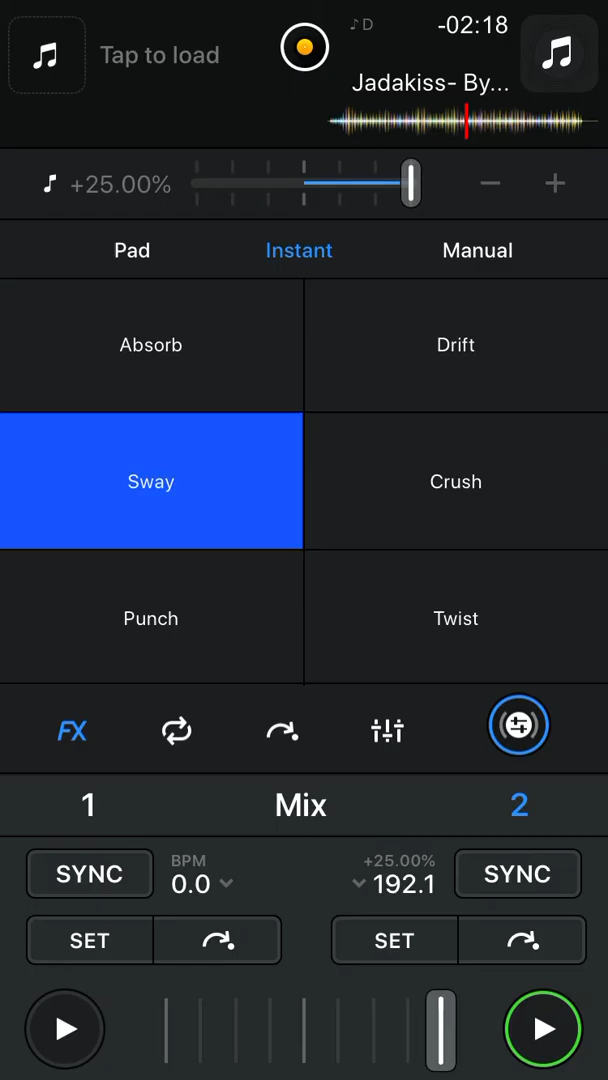 Tap to load
D
-02:18
Jadakiss- By...
+25.00%
Pad
Instant
Manual
Absorb
Drift
Sway
Crush
Punch
Twist
FX
1
Mix
2
SYNC
BPM
0.0
+25.00%
192.1
SYNC
SET
SET